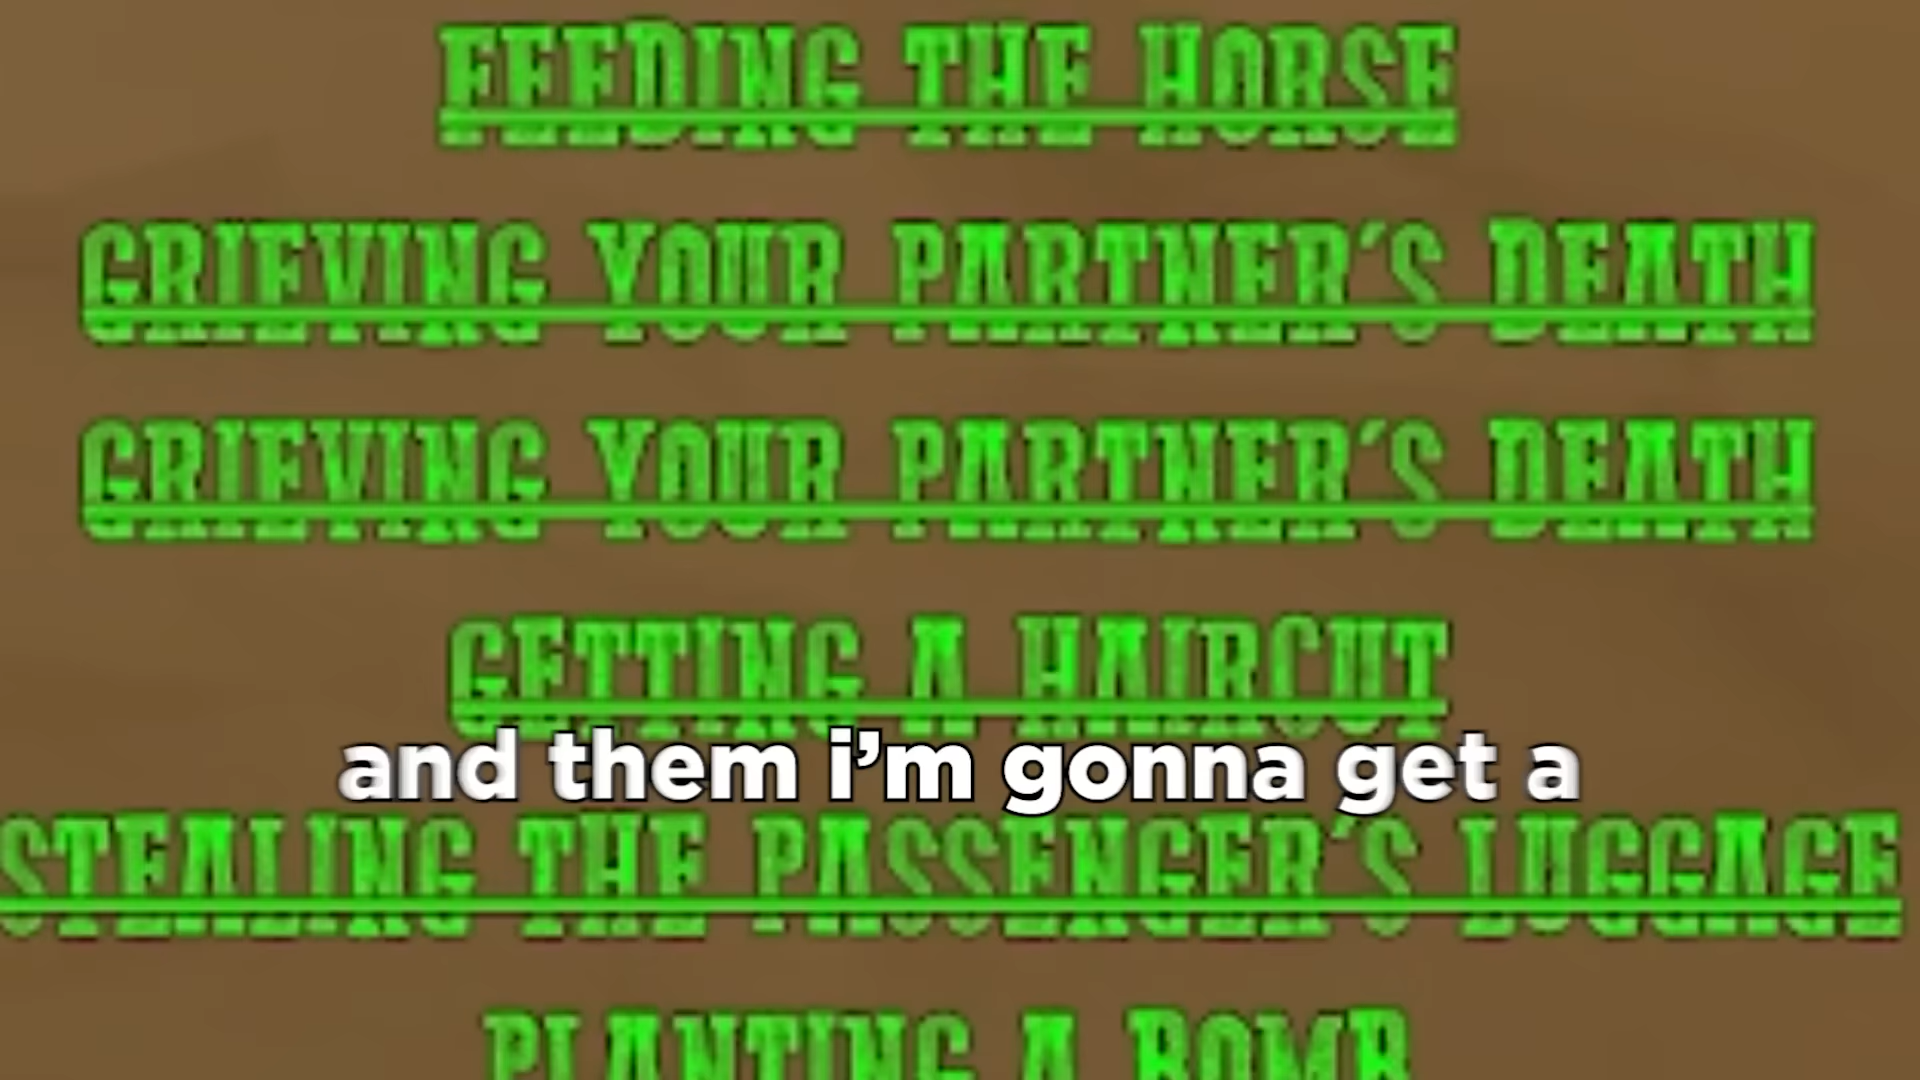 FEEDING THE HORSE
GRIEVING YOUR PARTNER'S DEATH
GRIEVING YOUR PARTNER'S DEATH
GETTING A HAIRCUT
and them i'm gonna get a
STEALING THE PASSENGER'S LUGGAGE
PLANTING A BOMB